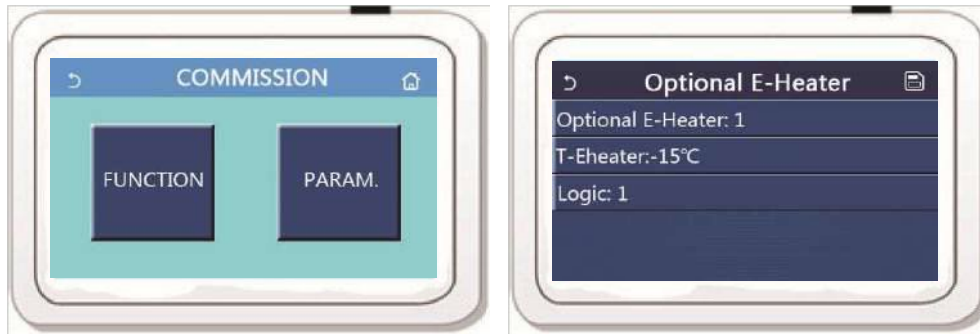 COMMISSION
FUNCTION
PARAM.
Optional E-Heater
Optional E-Heater: 1
T-Eheater:-15℃
Logic: 1